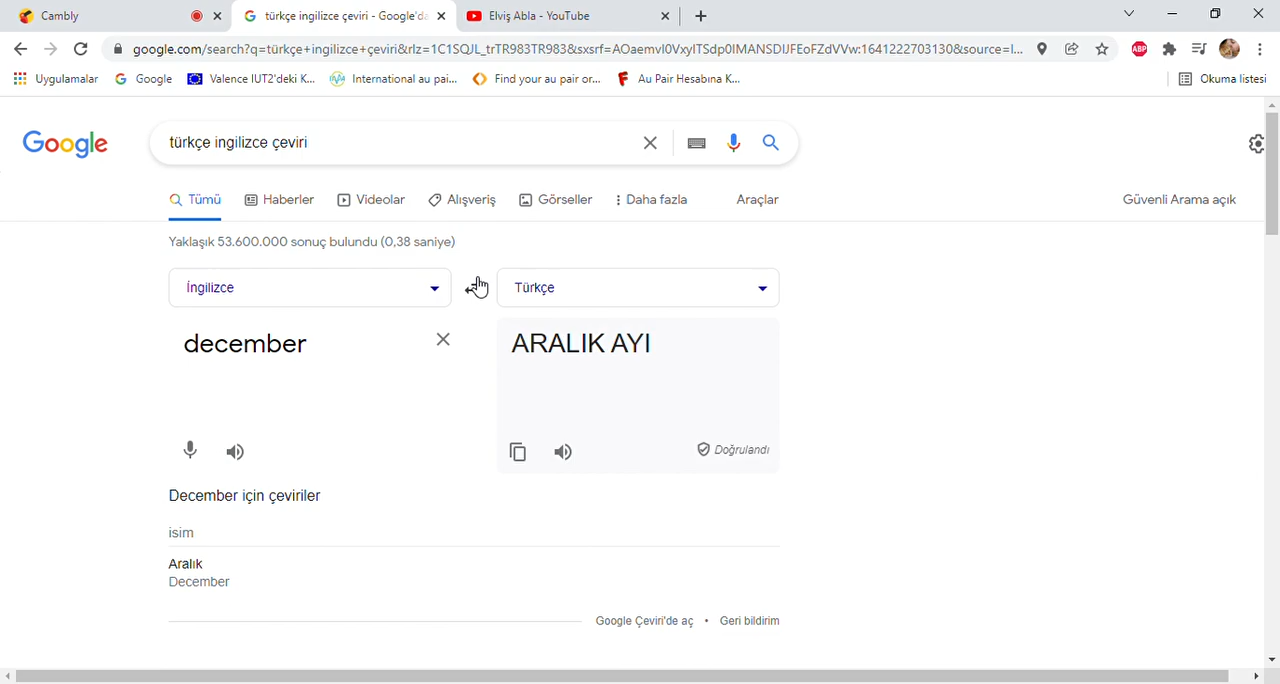 Cambly
türkçe ingilizce çeviri - Google'da
Elviş Abla - YouTube
google.com/search?q=türkçe+ingilizce+çeviri&rlz=1C1SQJL_trTR983TR983&sxsrf=AOaemvI0VxyITSdp0IMANSDIJFEoFZdVVw:1641222703130&source=l...
ABP
Uygulamalar
Google
Valence IUT2'deki K...
International au pai...
Find your au pair or...
Au Pair Hesabına K...
Okuma listesi
Google
türkçe ingilizce çeviri
Tümü
Haberler
Videolar
Alışveriş
Görseller
Daha fazla
Araçlar
Güvenli Arama açık
Yaklaşık 53.600.000 sonuç bulundu (0,38 saniye)
İngilizce
Türkçe
december
ARALIK AYI
Doğrulandı
December için çeviriler
isim
Aralık
December
Google Çeviri'de aç • Geri bildirim